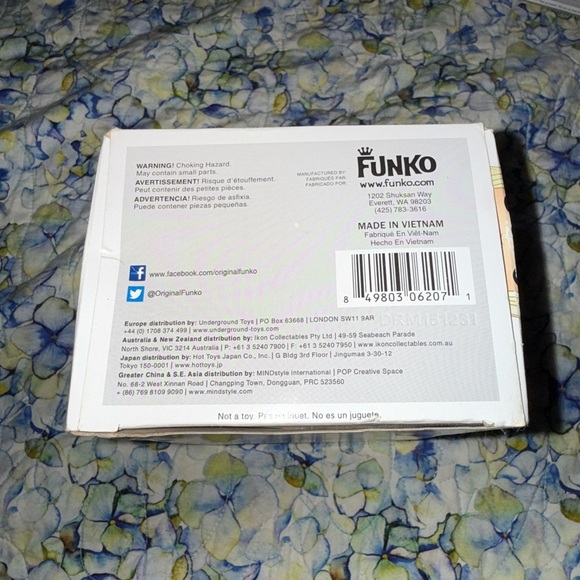 WARNING! Choking Hazard.
May contain small parts.
AVERTISSEMENT! Risque d'étouffement.
Peut contenir des petites pièces.
ADVERTENCIA! Riesgo de asfixia.
Puede contener piezas pequeñas.
MANUFACTURED BY:
FABRIQUÉS PAR:
FABRICADO POR:
FUNKO
www.funko.com
1202 Shuksan Way
Everett, WA 98203
(425) 783-3616
MADE IN VIETNAM
Fabriqué En Viêt-Nam
Hecho En Vietnam
8 49803 06207 1
www.facebook.com/originalfunko
@OriginalFunko
Europe distribution by: Underground Toys | PO Box 63668 | LONDON SW11 9AR
+44 (0) 1708 374 499 | www.underground-toys.com
Australia & New Zealand distribution by: Ikon Collectables Pty Ltd | 49-59 Seabeach Parade
North Shore, VIC 3214 Australia | P: +61 3 5240 7900 | F: +61 3 5240 7950 | www.ikoncollectables.com.au
Japan distribution by: Hot Toys Japan Co., Inc. | G Bldg 3rd Floor | Jingumae 3-30-12
Tokyo 150-0001 | www.hottoys.jp
Greater China & S.E. Asia distribution by: MINDstyle International | POP Creative Space
No. 68-2 West Xinnan Road | Changping Town, Dongguan, PRC 523560
+ (86) 769 8109 9090 | www.mindstyle.com
Not a toy. Pas un jouet. No es un juguete.